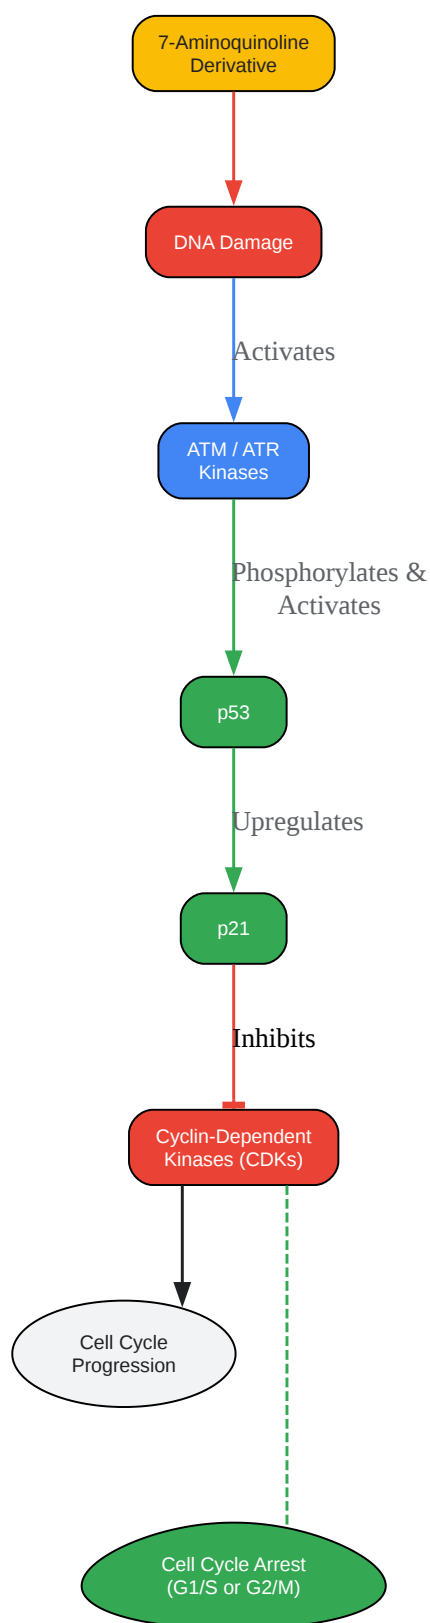 7-Aminoquinoline
Derivative
DNA Damage
Activates
ATM / ATR
Kinases
Phosphorylates &
Activates
p53
Upregulates
p21
Inhibits
Cyclin-Dependent
Kinases (CDKs)
Cell Cycle
Progression
Cell Cycle Arrest
(G1/S or G2/M)